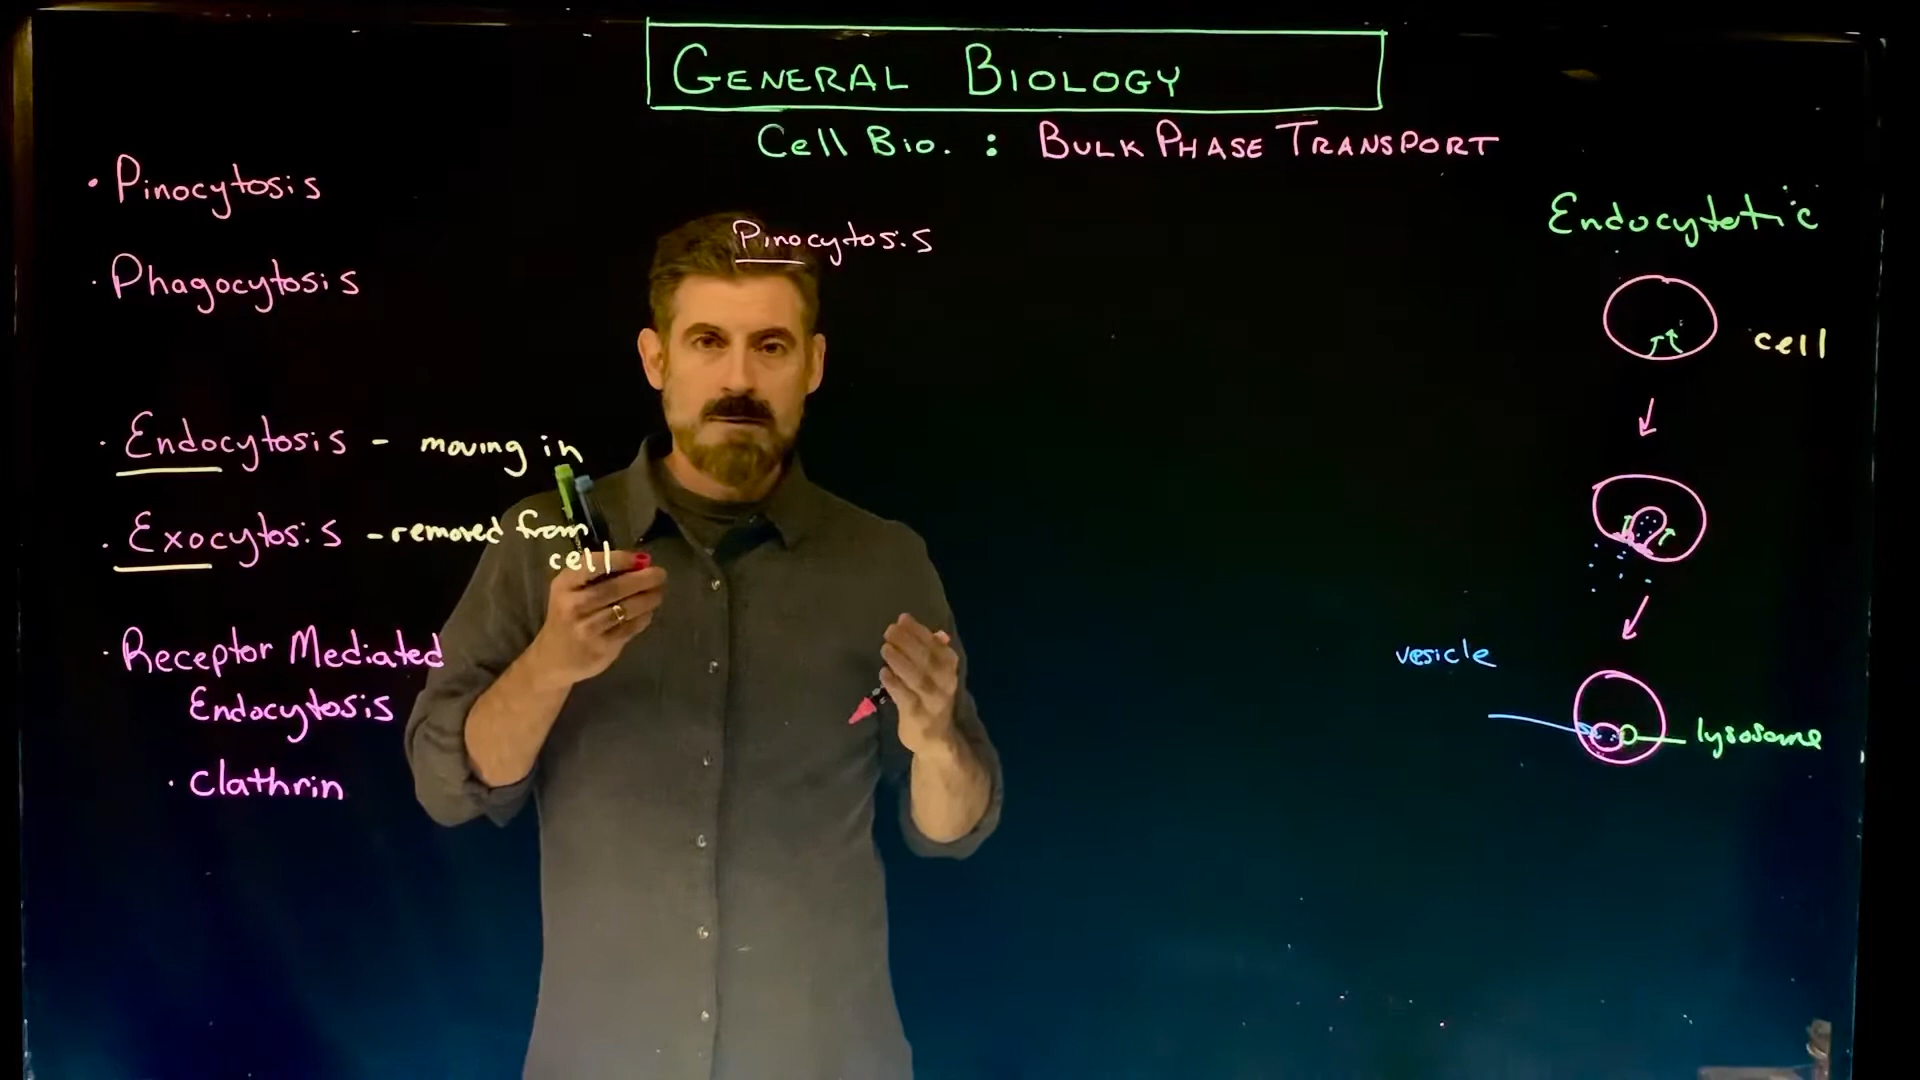 GENERAL BIOLOGY
Cell Bio. : BULK PHASE TRANSPORT
• Pinocytosis
• Phagocytosis
• Endocytosis - moving in
• Exocytosis - removed from
cell
• Receptor Mediated
Endocytosis
• Clathrin
Pinocytosis
Endocytotic
cell
vesicle
lysosome